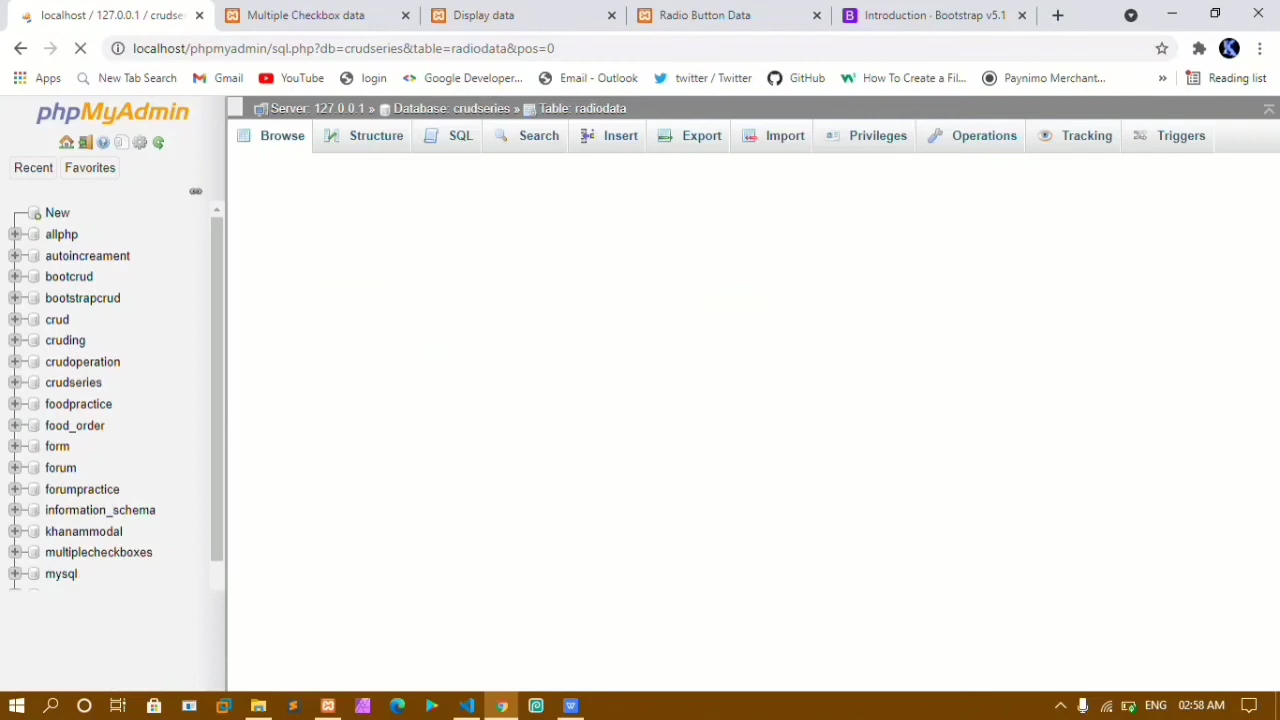 localhost / 127.0.0.1 / crudse
Multiple Checkbox data
Display data
Radio Button Data
Introduction · Bootstrap v5.1
localhost/phpmyadmin/sql.php?db=crudseries&table=radiodata&pos=0
Apps
New Tab Search
Gmail
YouTube
login
Google Developer...
Email - Outlook
twitter / Twitter
GitHub
How To Create a Fil...
Paynimo Merchant...
»
Reading list
phpMyAdmin
Server: 127.0.0.1 » Database: crudseries » Table: radiodata
Browse
Structure
SQL
Search
Insert
Export
Import
Privileges
Operations
Tracking
Triggers
Recent
Favorites
New
allphp
autoincreament
bootcrud
bootstrapcrud
crud
cruding
crudoperation
crudseries
foodpractice
food_order
form
forum
forumpractice
information_schema
khanammodal
multiplecheckboxes
mysql
ENG
02:58 AM